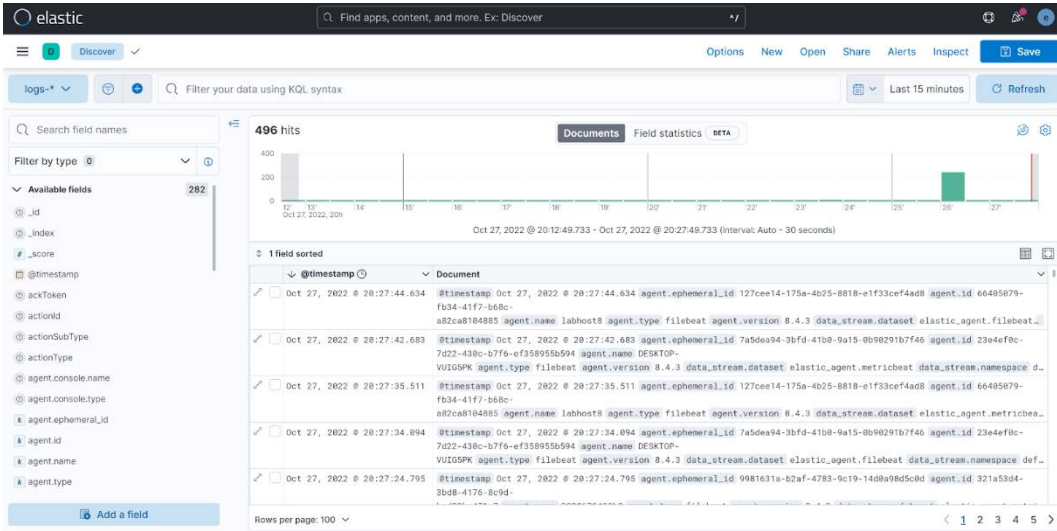 elastic
Find apps, content, and more. Ex: Discover
*/
e
D
Discover
Options New Open Share Alerts Inspect Save
logs-*
Filter your data using KQL syntax
Last 15 minutes
Refresh
Search field names
Filter by type 0
Available fields 282
_id
_index
_score
@timestamp
ackToken
actionId
actionSubType
actionType
agent.console.name
agent.console.type
agent.ephemeral_id
agent.id
agent.name
agent.type
Add a field
496 hits
Documents Field statistics BETA
400
200
0
12' 13' 14' 15' 16' 17' 18' 19' 20' 21' 22' 23' 24' 25' 26' 27'
Oct 27, 2022, 20h
Oct 27, 2022 @ 20:12:49.733 - Oct 27, 2022 @ 20:27:49.733 (interval: Auto - 30 seconds)
1 field sorted
@timestamp Document
Oct 27, 2022 @ 20:27:44.634 @timestamp Oct 27, 2022 @ 20:27:44.634 agent.ephemeral_id 127cee14-175a-4b25-8818-e1f33cef4ad8 agent.id 66405079-
fb34-41f7-b68c-
a82ca8104885 agent.name labhost8 agent.type filebeat agent.version 8.4.3 data_stream.dataset elastic_agent.filebeat…
Oct 27, 2022 @ 20:27:42.683 @timestamp Oct 27, 2022 @ 20:27:42.683 agent.ephemeral_id 7a5dea94-3bfd-41b0-9a15-0b90291b7f46 agent.id 23e4ef0c-
7d22-430c-b7f6-ef358955b594 agent.name DESKTOP-
VUIG5PK agent.type filebeat agent.version 8.4.3 data_stream.dataset elastic_agent.metricbeat data_stream.namespace d…
Oct 27, 2022 @ 20:27:35.511 @timestamp Oct 27, 2022 @ 20:27:35.511 agent.ephemeral_id 127cee14-175a-4b25-8818-e1f33cef4ad8 agent.id 66405079-
fb34-41f7-b68c-
a82ca8104885 agent.name labhost8 agent.type filebeat agent.version 8.4.3 data_stream.dataset elastic_agent.metricbea…
Oct 27, 2022 @ 20:27:34.094 @timestamp Oct 27, 2022 @ 20:27:34.094 agent.ephemeral_id 7a5dea94-3bfd-41b0-9a15-0b90291b7f46 agent.id 23e4ef0c-
7d22-430c-b7f6-ef358955b594 agent.name DESKTOP-
VUIG5PK agent.type filebeat agent.version 8.4.3 data_stream.dataset elastic_agent.filebeat data_stream.namespace def…
Oct 27, 2022 @ 20:27:24.795 @timestamp Oct 27, 2022 @ 20:27:24.795 agent.ephemeral_id 9981631a-b2af-4783-9c19-14d0a98d5c0d agent.id 321a53d4-
3bd8-4176-8c9d-
Rows per page: 100
1 2 3 4 5